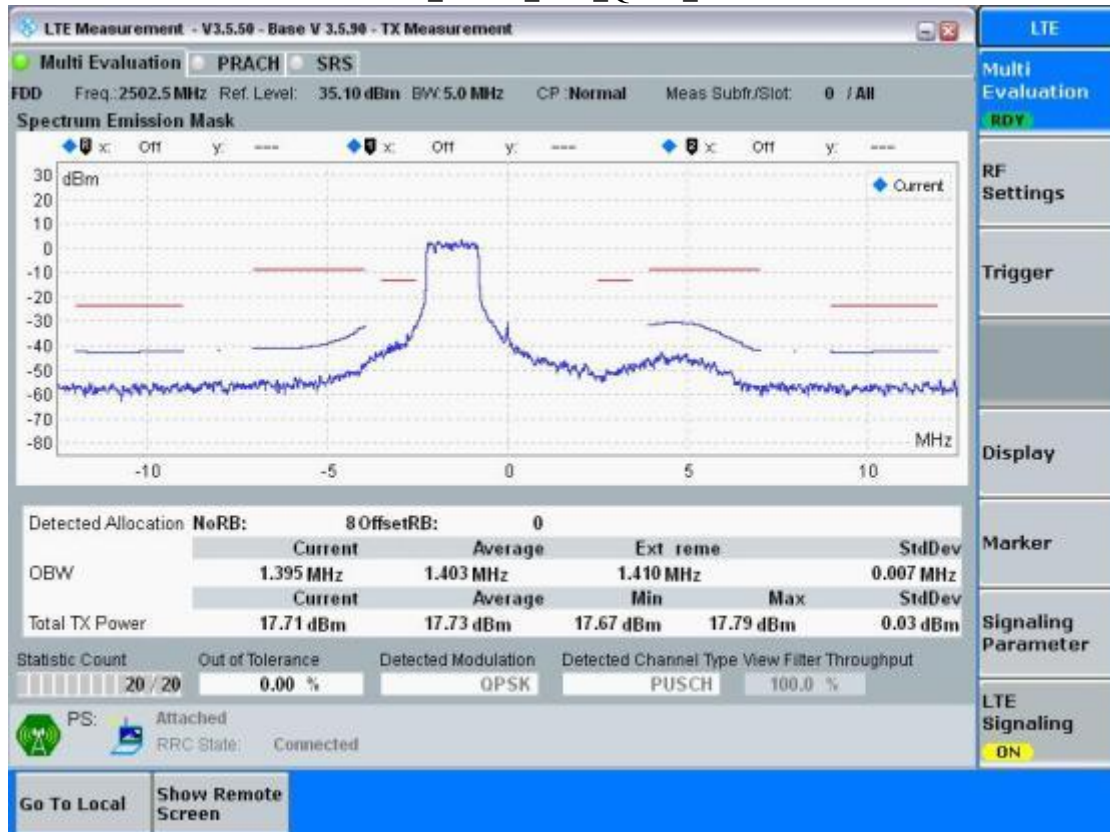 LTE Measurement - V3.5.50 - Base V 3.5.90 - TX Measurement
LTE
Multi Evaluation PRACH SRS
Multi
Evaluation
RDY
FDD Freq.:2502.5 MHz Ref. Level: 35.10 dBm BW: 5.0 MHz CP :Normal Meas Subfr./Slot: 0 / All
Spectrum Emission Mask
x: Off y: --- x: Off y: --- x: Off y: ---
30 dBm
Current
20
10
0
-10
-20
-30
-40
-50
-60
-70
-80
MHz
-10 -5 0 5 10
RF
Settings
Trigger
Display
Marker
Signaling
Parameter
LTE
Signaling
ON
Detected Allocation NoRB: 8 OffsetRB: 0
Current Average Ext reme StdDev
OBW 1.395 MHz 1.403 MHz 1.410 MHz 0.007 MHz
Current Average Min Max StdDev
Total TX Power 17.71 dBm 17.73 dBm 17.67 dBm 17.79 dBm 0.03 dBm
Statistic Count Out of Tolerance Detected Modulation Detected Channel Type View Filter Throughput
20 / 20 0.00 % QPSK PUSCH 100.0 %
PS: Attached
RRC State: Connected
Go To Local
Show Remote
Screen